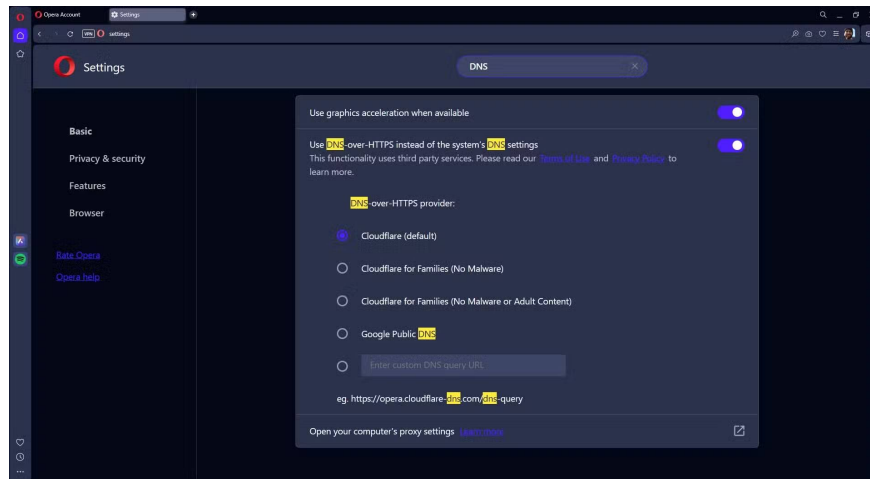 Opera Account
Settings
VPN
settings
Settings
DNS
Basic
Privacy & security
Features
Browser
Rate Opera
Opera help
Use graphics acceleration when available
Use DNS-over-HTTPS instead of the system's DNS settings
This functionality uses third party services. Please read our Terms of Use and Privacy Policy to
learn more.
DNS-over-HTTPS provider:
Cloudflare (default)
Cloudflare for Families (No Malware)
Cloudflare for Families (No Malware or Adult Content)
Google Public DNS
Enter custom DNS query URL
eg. https://opera.cloudflare-dns.com/dns-query
Open your computer's proxy settings Learn more